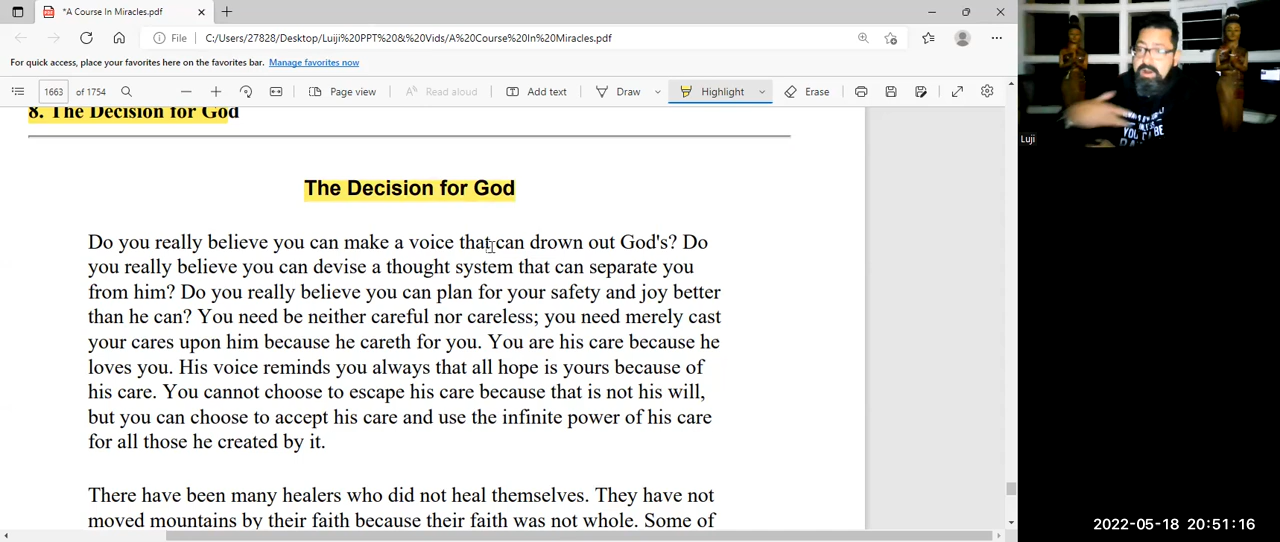 *A Course In Miracles.pdf
File C:/Users/27828/Desktop/Luiji%20PPT%20&%20Vids/A%20Course%20In%20Miracles.pdf
For quick access, place your favorites here on the favorites bar. Manage favorites now
1663 of 1754 Page view Read aloud Add text Draw Highlight Erase
8. The Decision for God
The Decision for God
Do you really believe you can make a voice that can drown out God's? Do
you really believe you can devise a thought system that can separate you
from him? Do you really believe you can plan for your safety and joy better
than he can? You need be neither careful nor careless; you need merely cast
your cares upon him because he careth for you. You are his care because he
loves you. His voice reminds you always that all hope is yours because of
his care. You cannot choose to escape his care because that is not his will,
but you can choose to accept his care and use the infinite power of his care
for all those he created by it.
There have been many healers who did not heal themselves. They have not
moved mountains by their faith because their faith was not whole. Some of
YOU CAN BE
Luji
2022-05-18 20:51:16